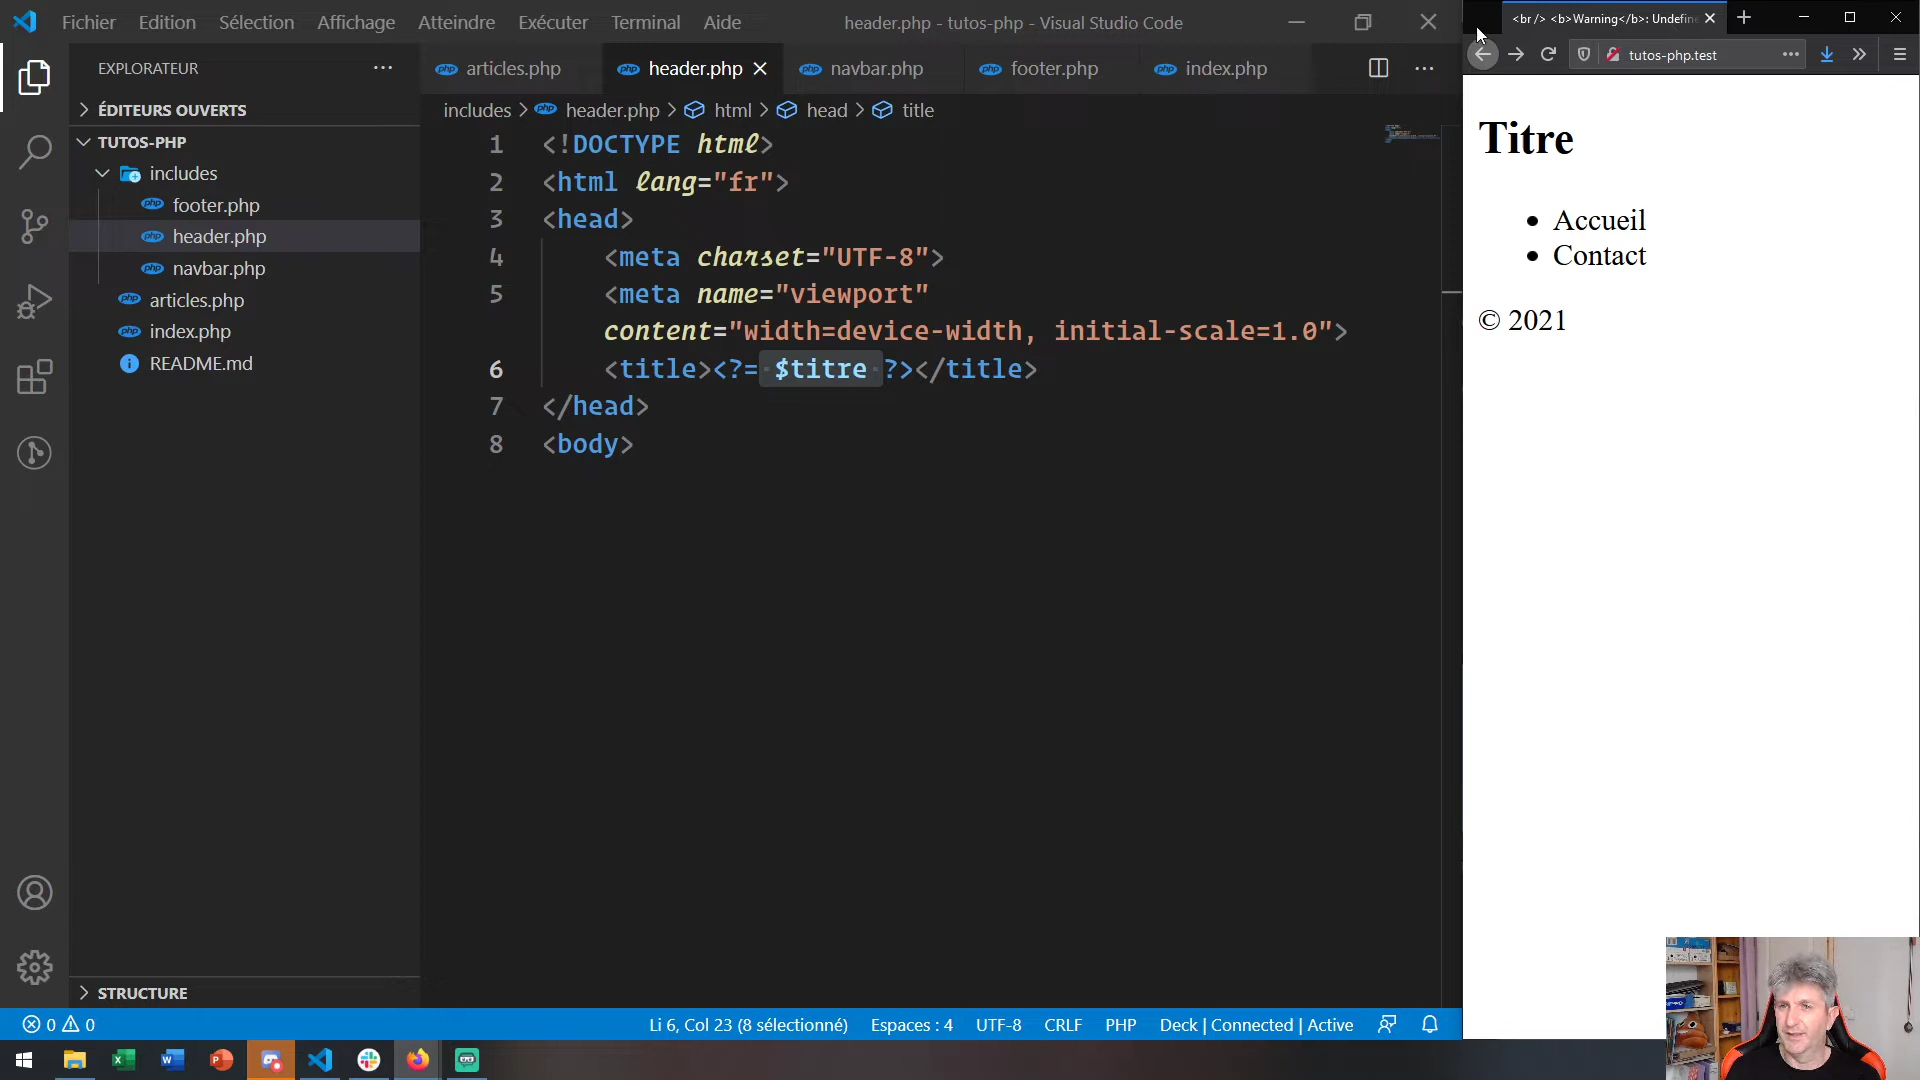 Fichier Edition Sélection Affichage Atteindre Exécuter Terminal Aide
header.php - tutos-php - Visual Studio Code
EXPLORATEUR
ÉDITEURS OUVERTS
TUTOS-PHP
includes
footer.php
header.php
navbar.php
articles.php
index.php
README.md
STRUCTURE
articles.php header.php navbar.php footer.php index.php
includes > header.php > html > head > title
1 <!DOCTYPE html>
2 <html lang="fr">
3 <head>
4 <meta charset="UTF-8">
5 <meta name="viewport"
content="width=device-width, initial-scale=1.0">
6 <title><?= $titre ?></title>
7 </head>
8 <body>
0 0
Li 6, Col 23 (8 sélectionné) Espaces : 4 UTF-8 CRLF PHP Deck | Connected | Active
<br /> <b>Warning</b>: Undefine
tutos-php.test
Titre
Accueil
Contact
© 2021